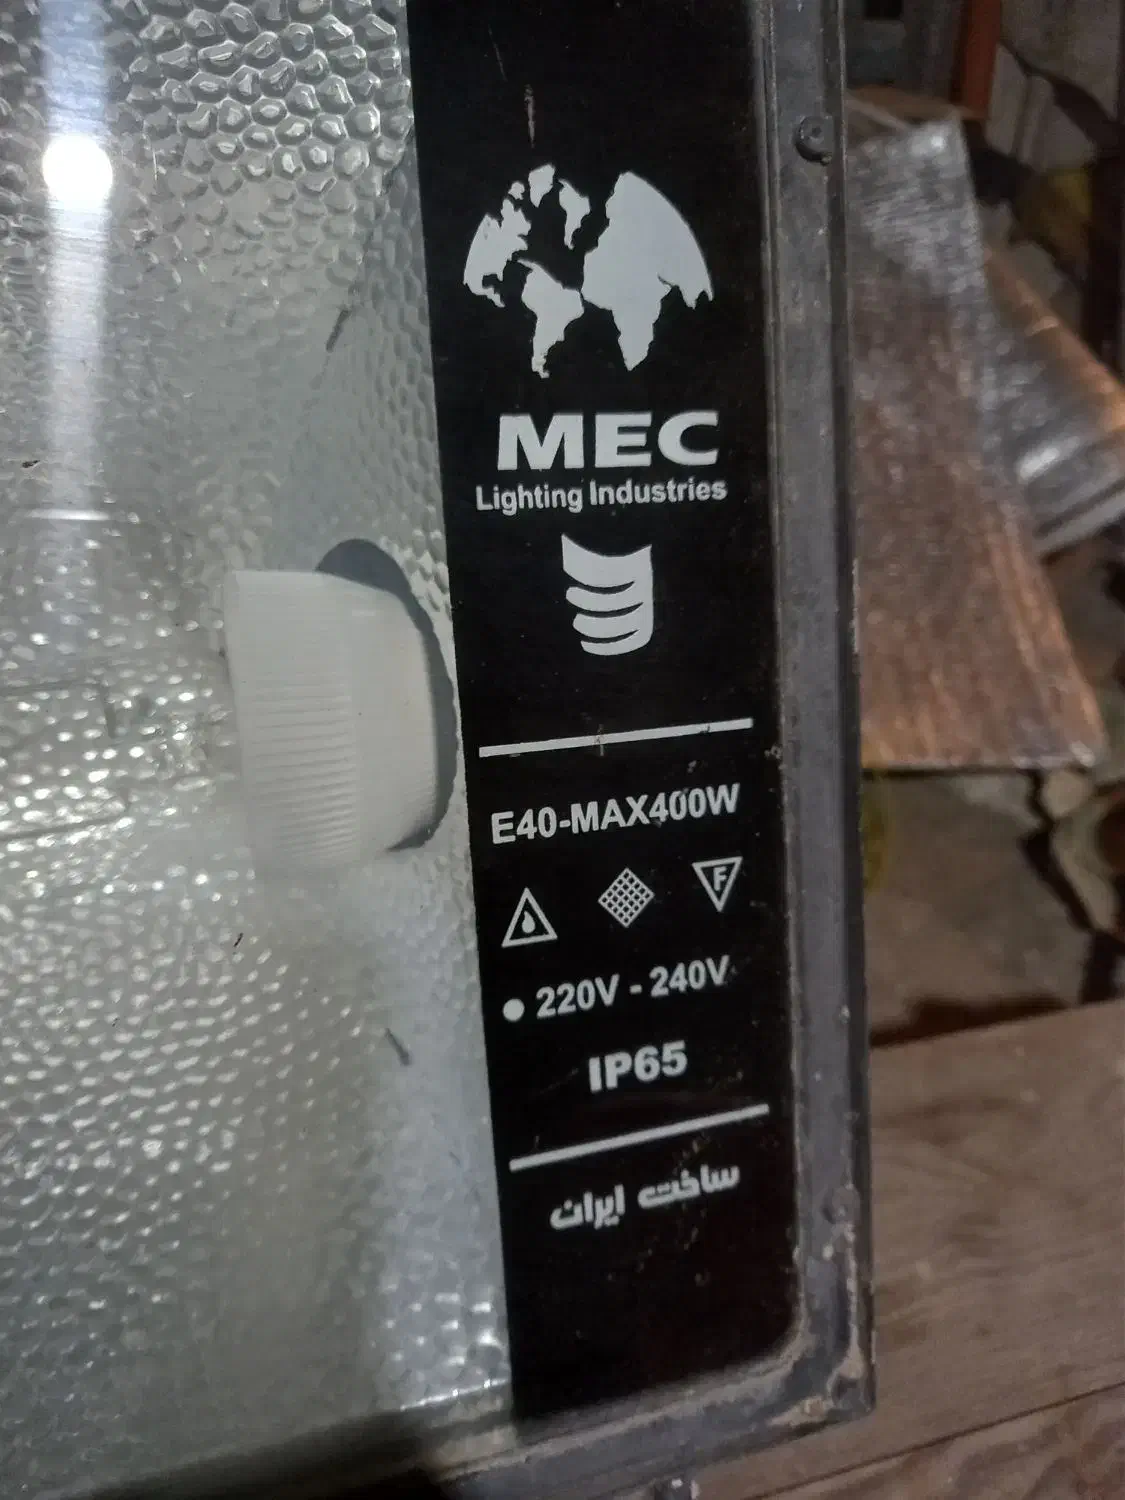 MEC
Lighting Industries
E40-MAX400W
F
220V - 240V
IP65
ساخت ایران